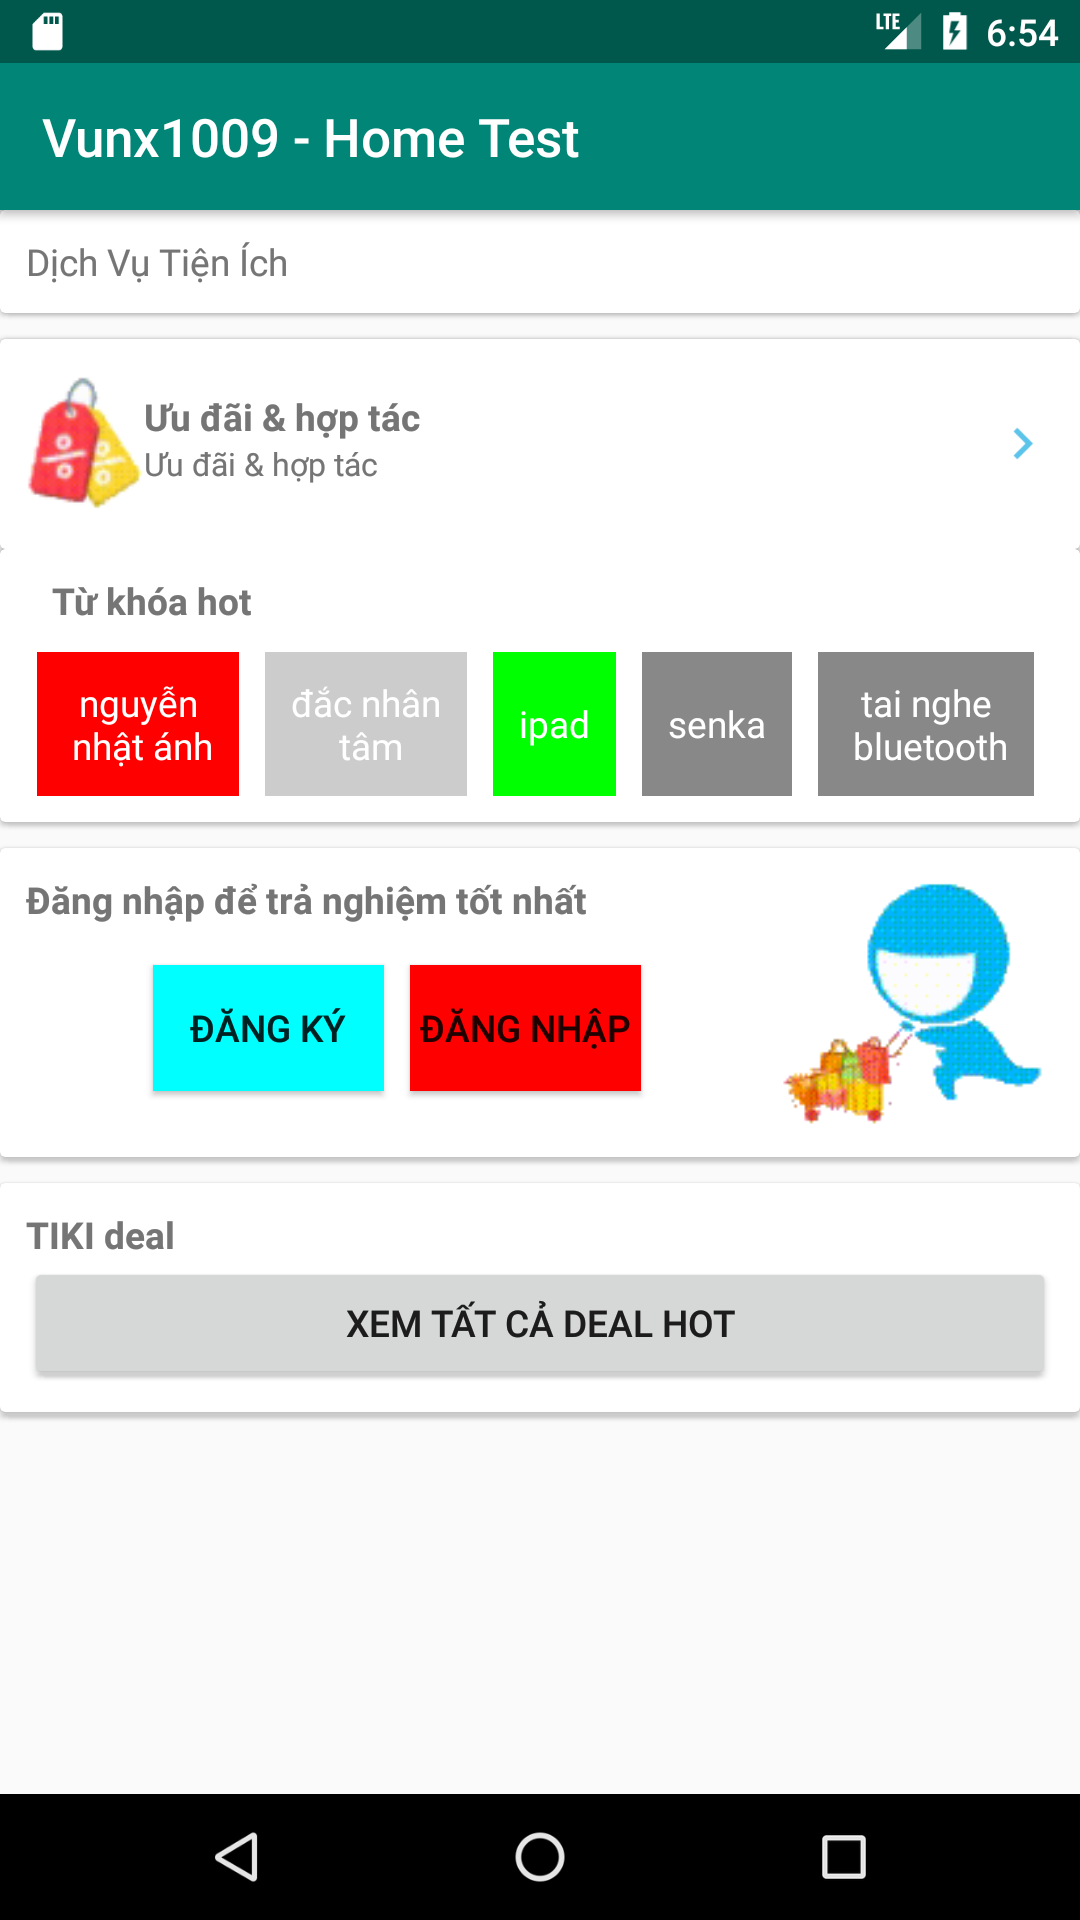 LTE 6:54
Vunx1009 - Home Test
Dịch Vụ Tiện Ích
Ưu đãi & hợp tác
Ưu đãi & hợp tác
Từ khóa hot
nguyễn
nhật ánh
đắc nhân
tâm
ipad
senka
tai nghe
bluetooth
Đăng nhập để trả nghiệm tốt nhất
ĐĂNG KÝ
ĐĂNG NHẬP
TIKI deal
XEM TẤT CẢ DEAL HOT